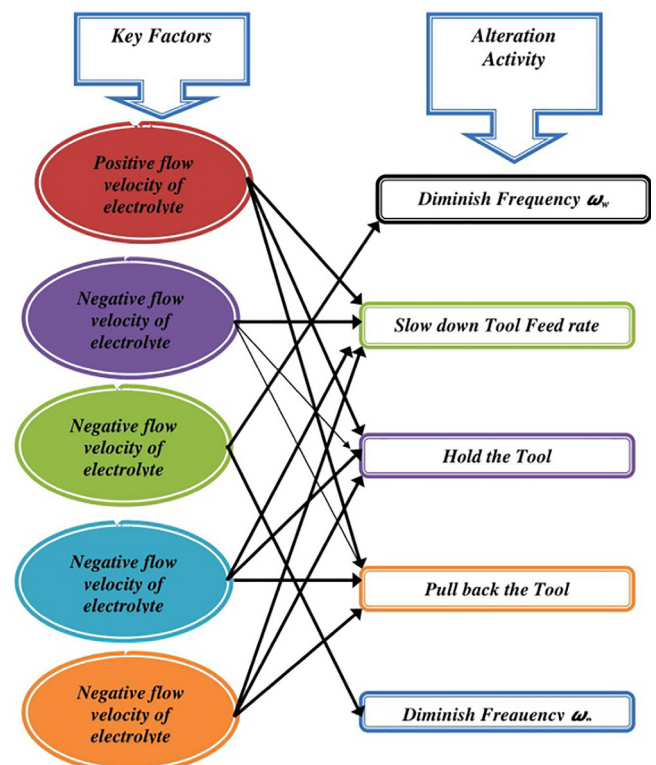 Key Factors
Alteration
Activity
Positive flow
velocity of
electrolyte
Diminish Frequency ω_w
Negative flow
velocity of
electrolyte
Slow down Tool Feed rate
Negative flow
velocity of
electrolyte
Hold the Tool
Negative flow
velocity of
electrolyte
Pull back the Tool
Negative flow
velocity of
electrolyte
Diminish Frequency